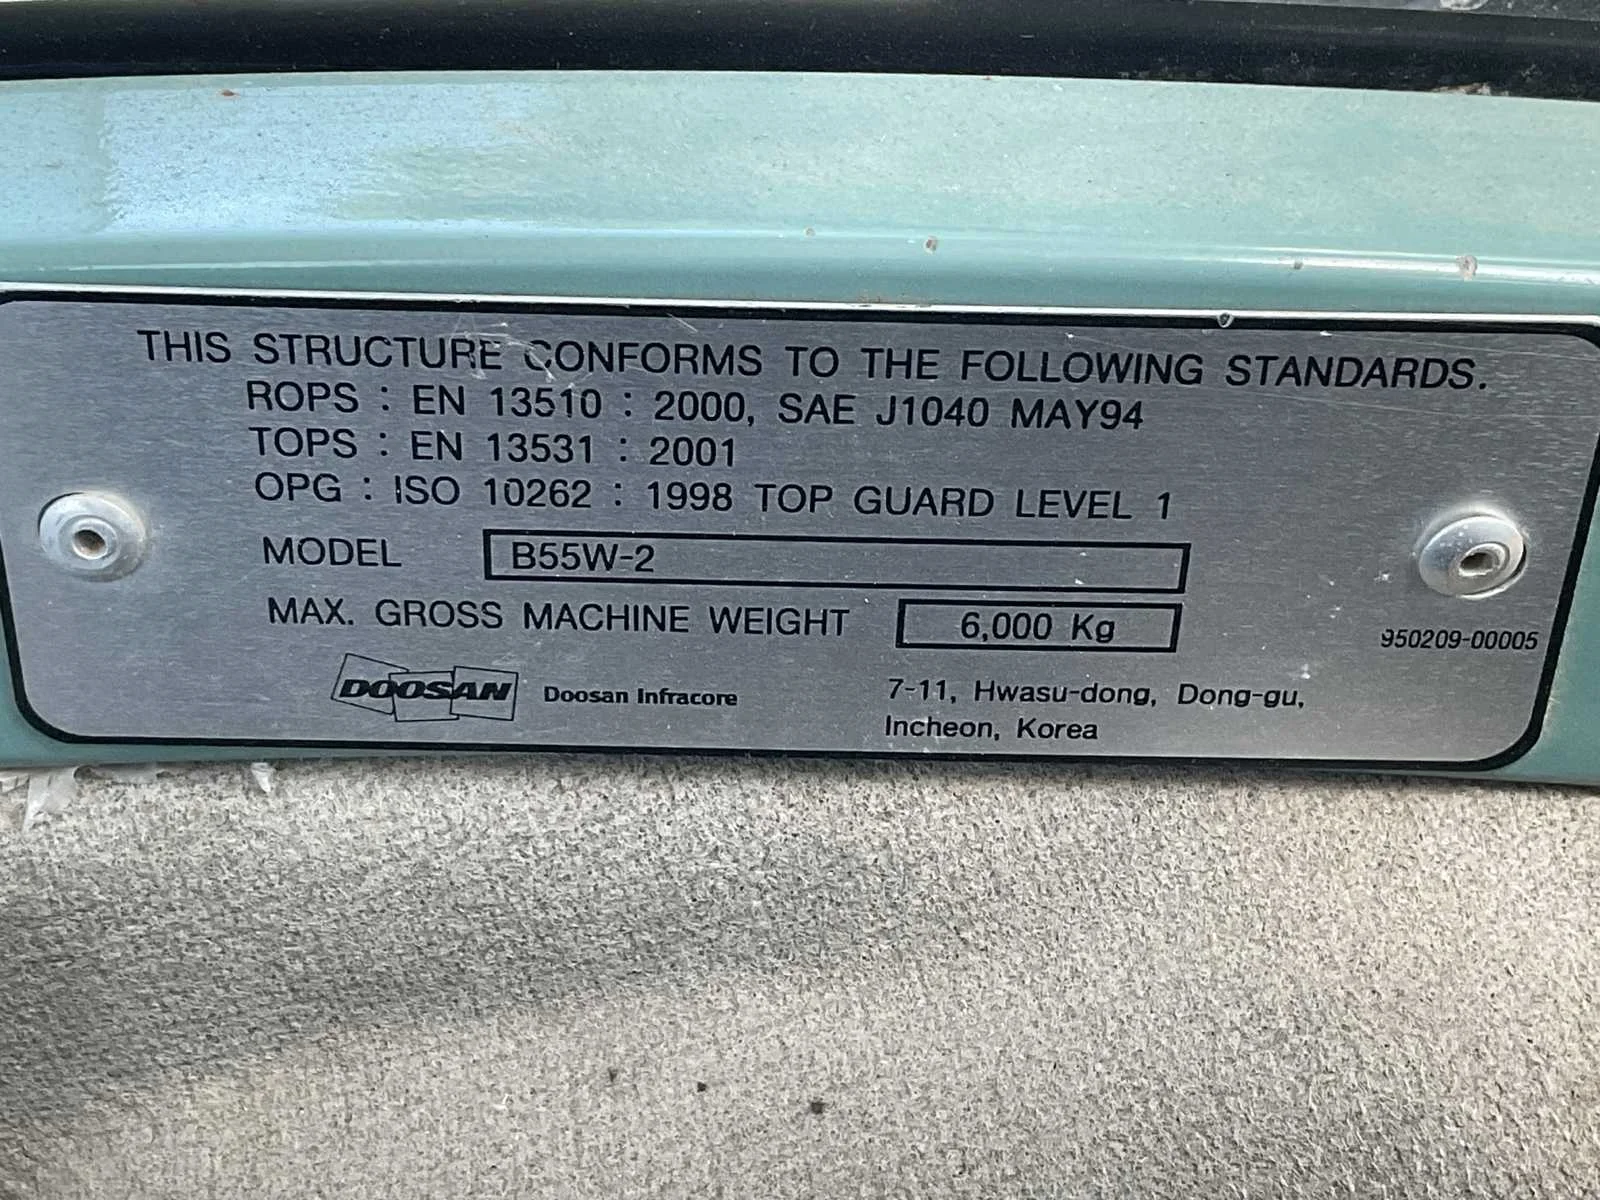 THIS STRUCTURE CONFORMS TO THE FOLLOWING STANDARDS.
ROPS : EN 13510 : 2000, SAE J1040 MAY94
TOPS : EN 13531 : 2001
OPG : ISO 10262 : 1998 TOP GUARD LEVEL 1
MODEL B55W-2
MAX. GROSS MACHINE WEIGHT 6,000 Kg
950209-00005
DOOSAN Doosan Infracore
7-11, Hwasu-dong, Dong-gu,
Incheon, Korea